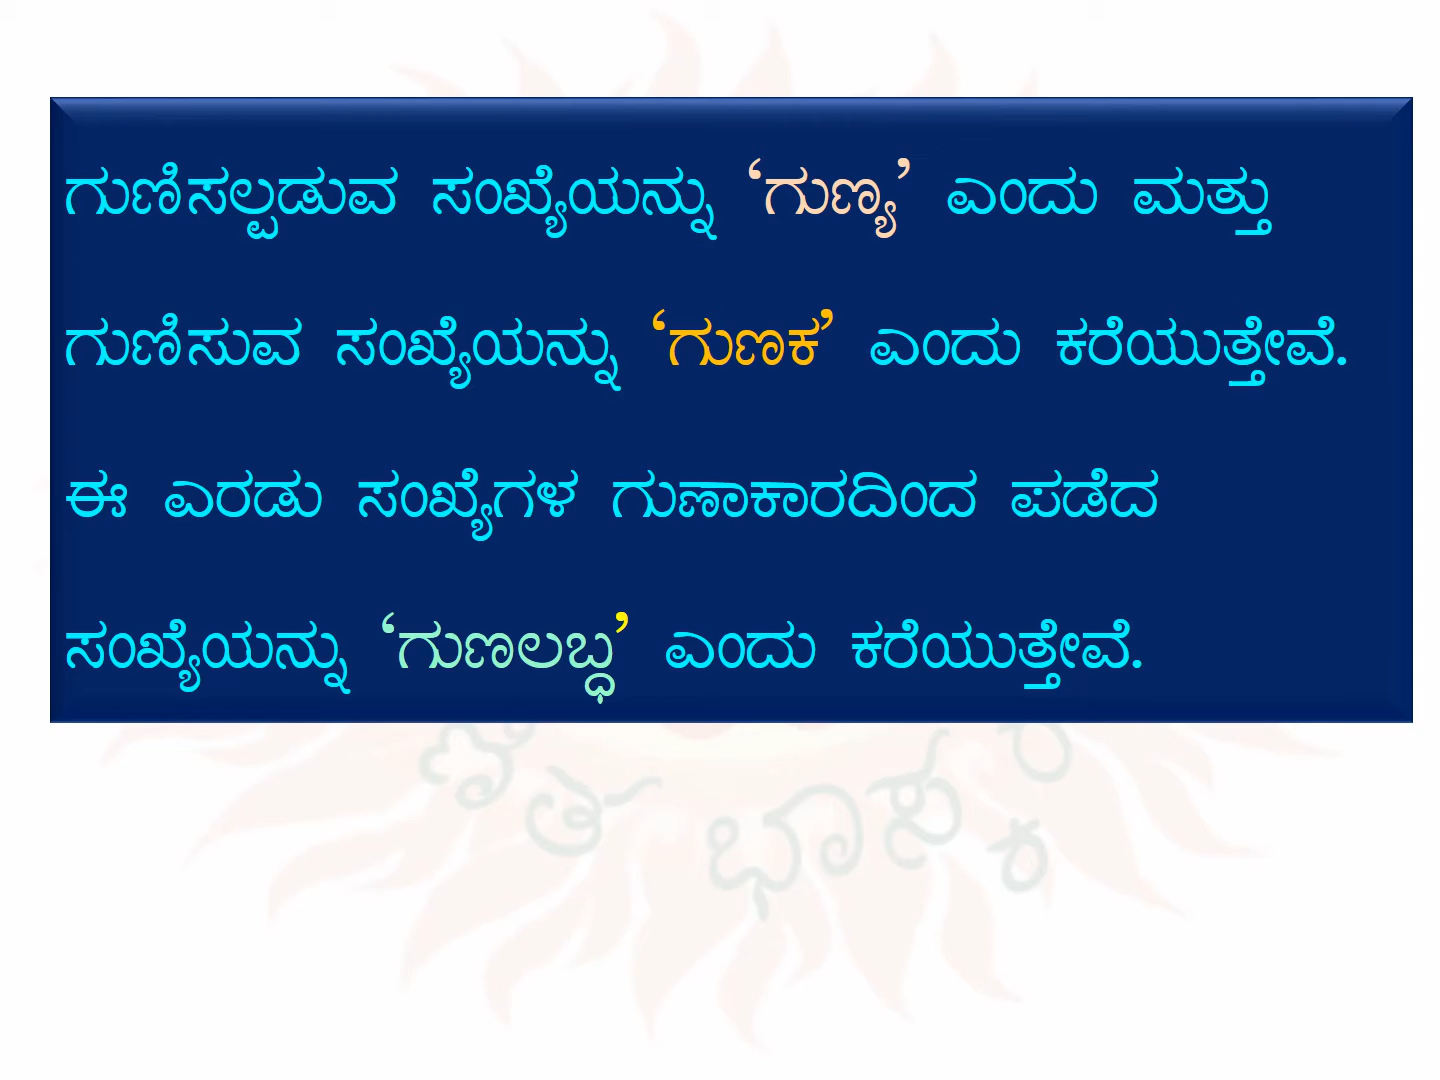 ಗುಣಿಸಲ್ಪಡುವ ಸಂಖ್ಯೆಯನ್ನು ‘ಗುಣ್ಯ’ ಎಂದು ಮತ್ತು
ಗುಣಿಸುವ ಸಂಖ್ಯೆಯನ್ನು ‘ಗುಣಕ’ ಎಂದು ಕರೆಯುತ್ತೇವೆ.
ಈ ಎರಡು ಸಂಖ್ಯೆಗಳ ಗುಣಾಕಾರದಿಂದ ಪಡೆದ
ಸಂಖ್ಯೆಯನ್ನು ‘ಗುಣಲಬ್ಧ’ ಎಂದು ಕರೆಯುತ್ತೇವೆ.